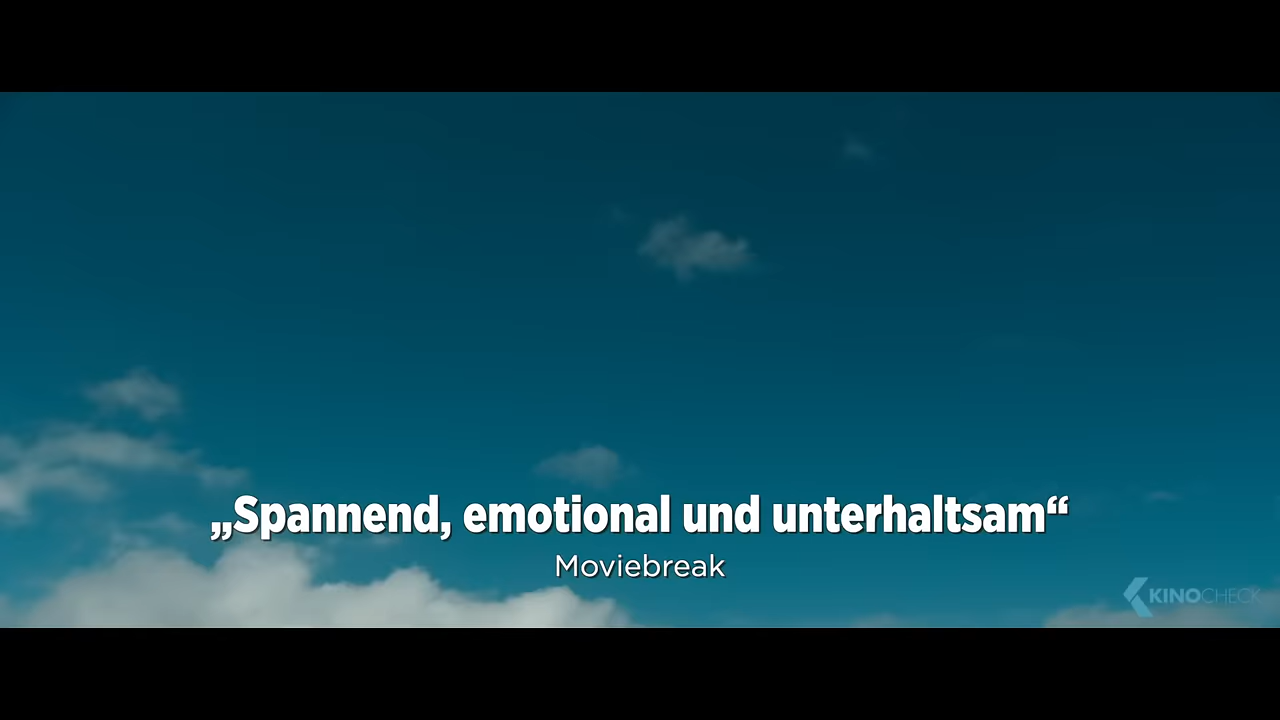 „Spannend, emotional und unterhaltsam“
Moviebreak
KINOCHECK